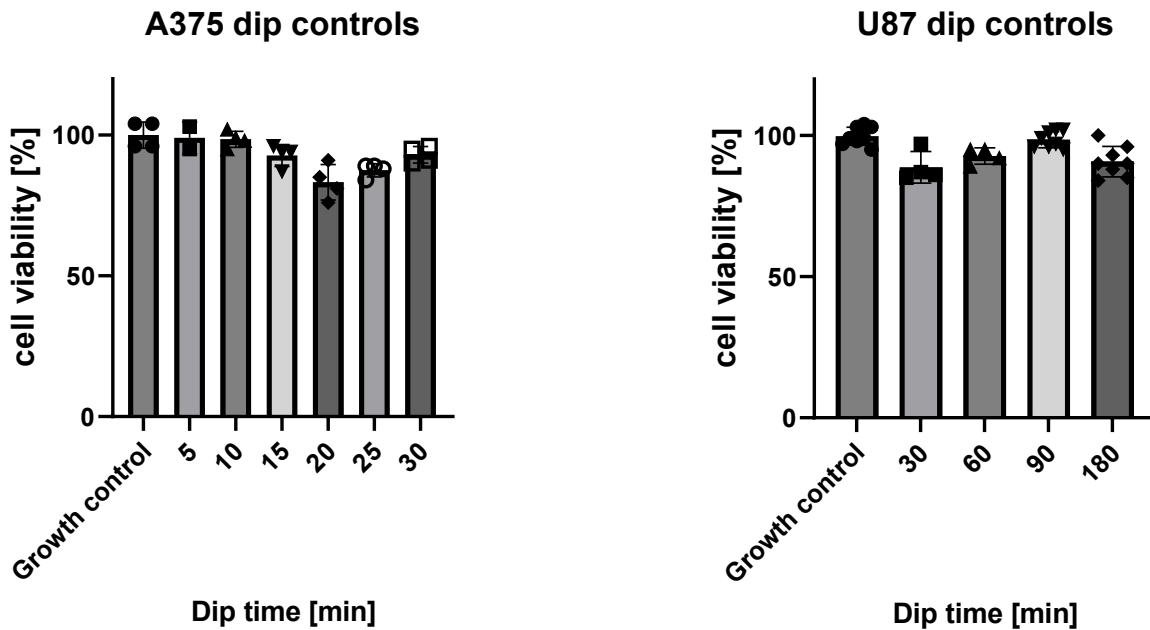 A375 dip controls
cell viability [%]
100
50
0
Growth control
5
10
15
20
25
30
Dip time [min]
U87 dip controls
cell viability [%]
100
50
0
Growth control
30
60
90
180
Dip time [min]